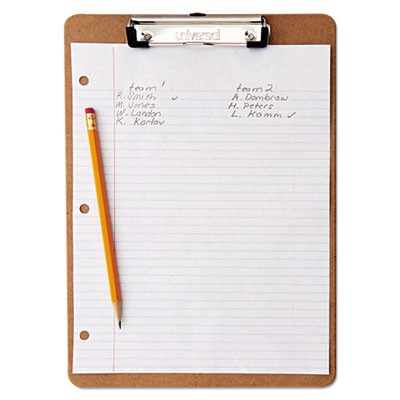 universal
team 1
R. Smith ✓
M. Jones
W. Landon
K. Karlov
team 2
A. Dombrow
H. Peters
L. Kamm ✓